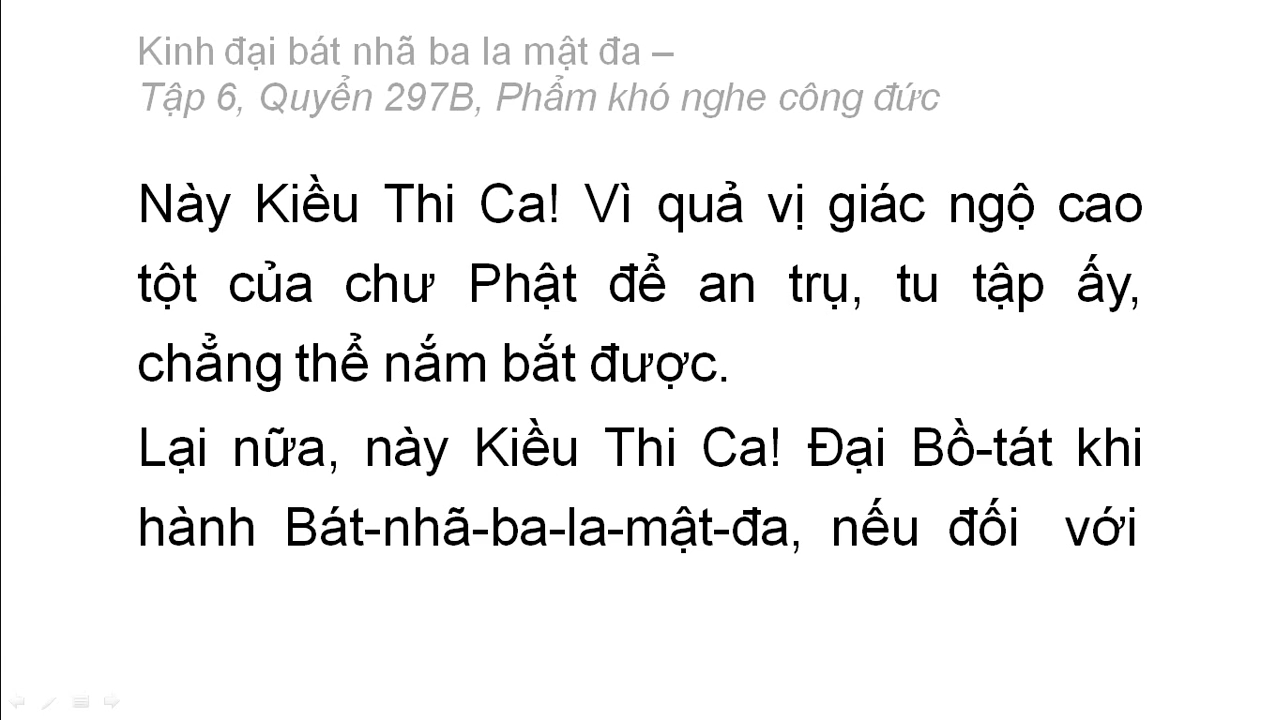 Kinh đại bát nhã ba la mật đa –
Tập 6, Quyển 297B, Phẩm khó nghe công đức
Này Kiều Thi Ca! Vì quả vị giác ngộ cao
tột của chư Phật để an trụ, tu tập ấy,
chẳng thể nắm bắt được.
Lại nữa, này Kiều Thi Ca! Đại Bồ-tát khi
hành Bát-nhã-ba-la-mật-đa, nếu đối với